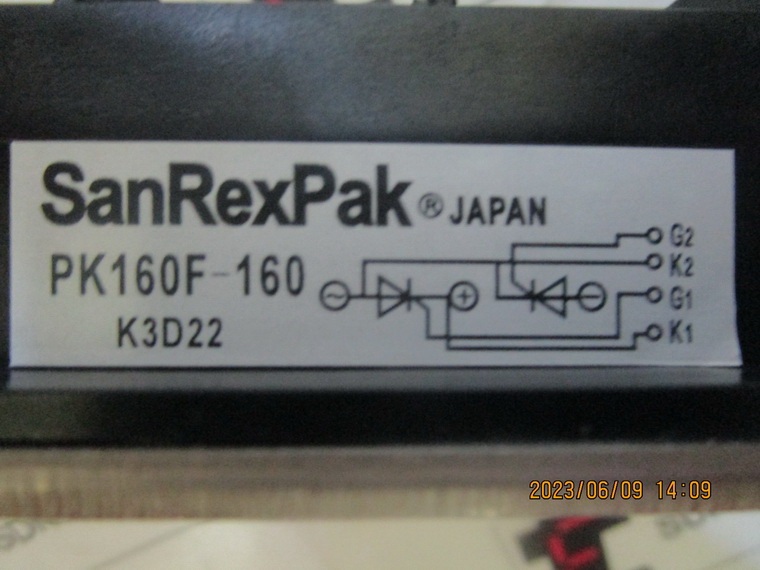 SanRexPak® JAPAN
PK160F-160
K3D22
~
+
−
G2
K2
G1
K1
2023/06/09 14:09